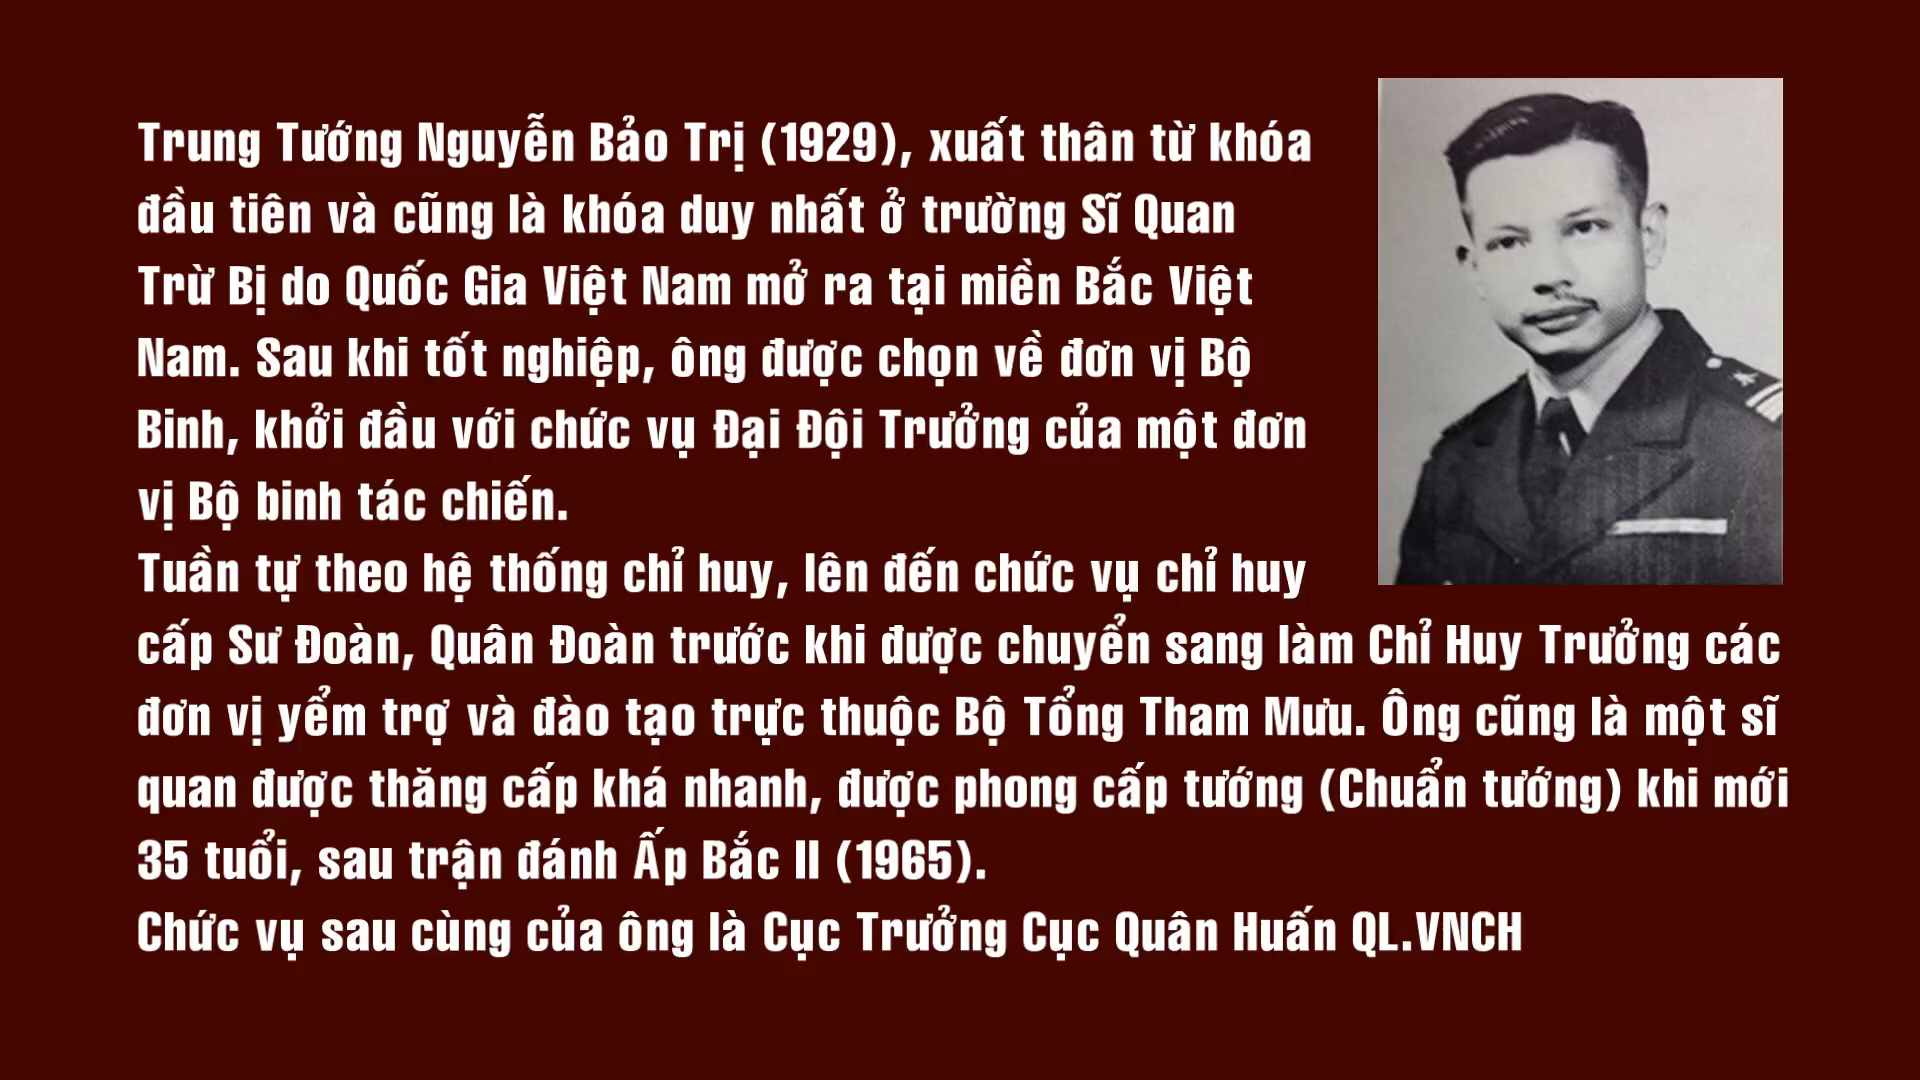 Trung Tướng Nguyễn Bảo Trị (1929), xuất thân từ khóa
đầu tiên và cũng là khóa duy nhất ở trường Sĩ Quan
Trừ Bị do Quốc Gia Việt Nam mở ra tại miền Bắc Việt
Nam. Sau khi tốt nghiệp, ông được chọn về đơn vị Bộ
Binh, khởi đầu với chức vụ Đại Đội Trưởng của một đơn
vị Bộ binh tác chiến.
Tuần tự theo hệ thống chỉ huy, lên đến chức vụ chỉ huy
cấp Sư Đoàn, Quân Đoàn trước khi được chuyển sang làm Chỉ Huy Trưởng các
đơn vị yểm trợ và đào tạo trực thuộc Bộ Tổng Tham Mưu. Ông cũng là một sĩ
quan được thăng cấp khá nhanh, được phong cấp tướng (Chuẩn tướng) khi mới
35 tuổi, sau trận đánh Ấp Bắc II (1965).
Chức vụ sau cùng của ông là Cục Trưởng Cục Quân Huấn QL.VNCH